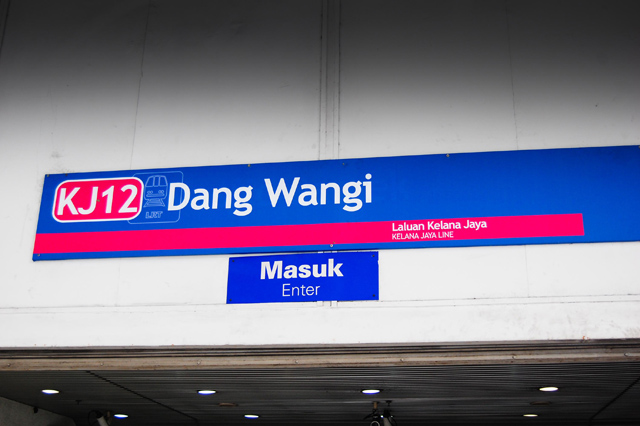 KJ12 LRT Dang Wangi
Laluan Kelana Jaya
KELANA JAYA LINE
Masuk
Enter